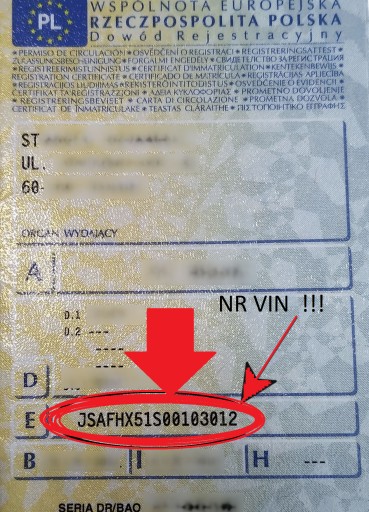 WSPÓLNOTA EUROPEJSKA
PL RZECZPOSPOLITA POLSKA
Dowód Rejestracyjny
• PERMISO DE CIRCULACIÓN • OSVĚDČENÍ O REGISTRACI • REGISTRERINGSATTEST
ZULASSUNGSBESCHEINIGUNG • FORGALMI ENGEDÉLY • СВИДЕТЕЛСТВО ЗА РЕГИСТРАЦИЯ
• REGISTREERIMISTUNNISTUS • CERTIFICAT D'IMMATRICULATION • KENTEKENBEWIJS •
REGISTRATION CERTIFICATE • CERTIFICADO DE MATRÍCULA • REĢISTRĀCIJAS APLIECĪBA
• REGISTRACIJOS LIUDIJIMAS • REKISTERÖINTITODISTUS • OSVEDČENIE O EVIDENCII
CERTIFIKAT TA' REĠISTRAZZJONI • ΑΔΕΙΑ ΚΥΚΛΟΦΟΡΙΑΣ • PROMETNO DOVOLJENJE
• REGISTRERINGSBEVISET • CARTA DI CIRCOLAZIONE • PROMETNA DOZVOLA •
CERTIFICAT DE ÎNMATRICULARE • TEASTAS CLÁRAITHE •
ST
UL.
60-
ORGAN WYDAJĄCY
A
NR VIN !!!
D.1
D.2 ---
----
----
D ---
E JSAFHX51S00103012
B I H ---
SERIA DR/BAO